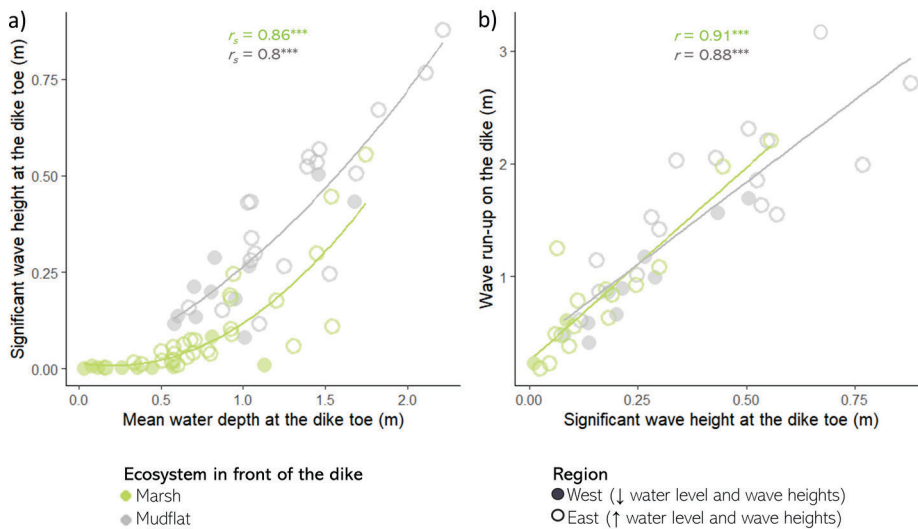 a)
rₛ = 0.86***
rₛ = 0.8***
Significant wave height at the dike toe (m)
0.75
0.50
0.25
0.00
0.0 0.5 1.0 1.5 2.0
Mean water depth at the dike toe (m)
b)
r = 0.91***
r = 0.88***
Wave run-up on the dike (m)
3
2
1
0.00 0.25 0.50 0.75
Significant wave height at the dike toe (m)
Ecosystem in front of the dike
Marsh
Mudflat
Region
West (↓ water level and wave heights)
East (↑ water level and wave heights)